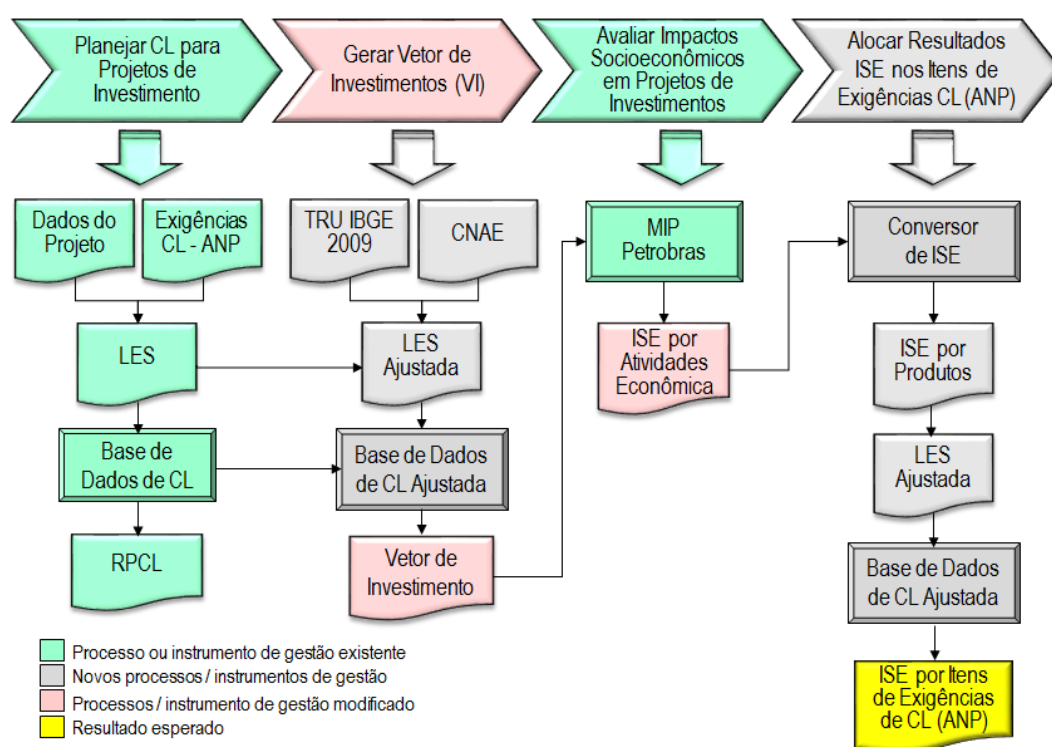 Planejar CL para
Projetos de
Investimento
Gerar Vetor de
Investimentos (VI)
Avaliar Impactos
Socioeconômicos
em Projetos de
Investimentos
Alocar Resultados
ISE nos Itens de
Exigências CL (ANP)
Dados do
Projeto
Exigências
CL - ANP
TRU IBGE
2009
CNAE
MIP
Petrobras
Conversor
de ISE
LES
LES
Ajustada
ISE por
Atividades
Econômica
ISE por
Produtos
Base de
Dados de CL
Base de Dados
de CL Ajustada
LES
Ajustada
RPCL
Vetor de
Investimento
Base de Dados
de CL Ajustada
ISE por Itens
de Exigências
de CL (ANP)
Processo ou instrumento de gestão existente
Novos processos / instrumentos de gestão
Processos / instrumento de gestão modificado
Resultado esperado